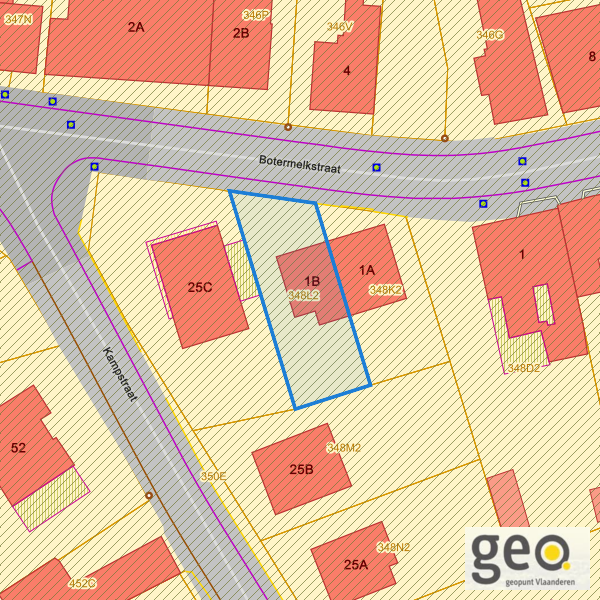 347N
2A
346P
2B
346V
4
346G
8
Botermelkstraat
25C
1B
348L2
1A
348K2
1
348D2
Kampstraat
52
25B
348M2
350E
25A
348N2
452C
geo.
geopunt Vlaanderen